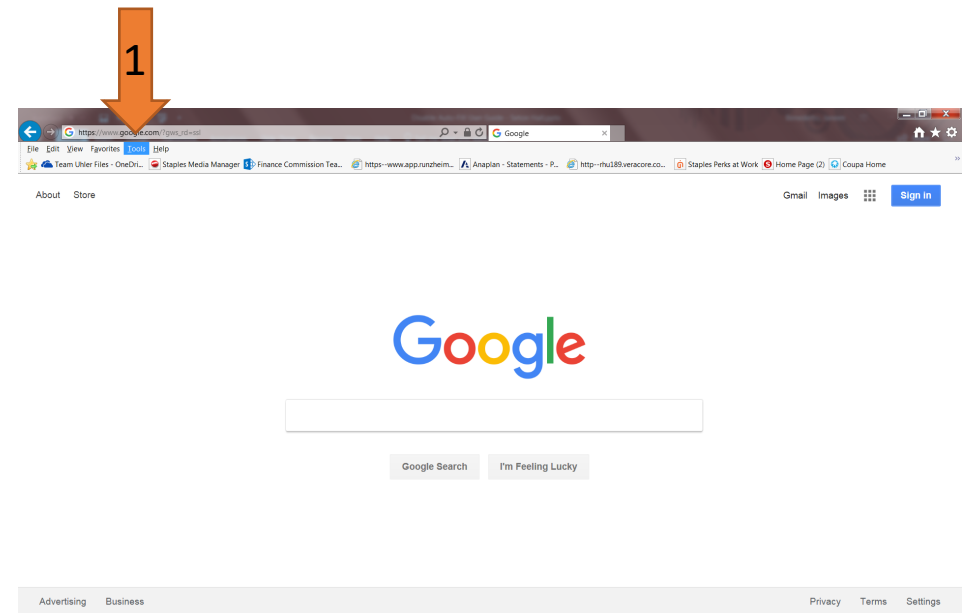 1
https://www.google.com/?gws_rd=ssl Google
File Edit View Favorites Tools Help
Team Uhler Files - OneDri... Staples Media Manager Finance Commission Tea... https--www.app.runzheim... Anaplan - Statements - P... http--rhu189.veracore.co... Staples Perks at Work Home Page (2) Coupa Home
About Store Gmail Images Sign in
Google
Google Search I'm Feeling Lucky
Advertising Business Privacy Terms Settings